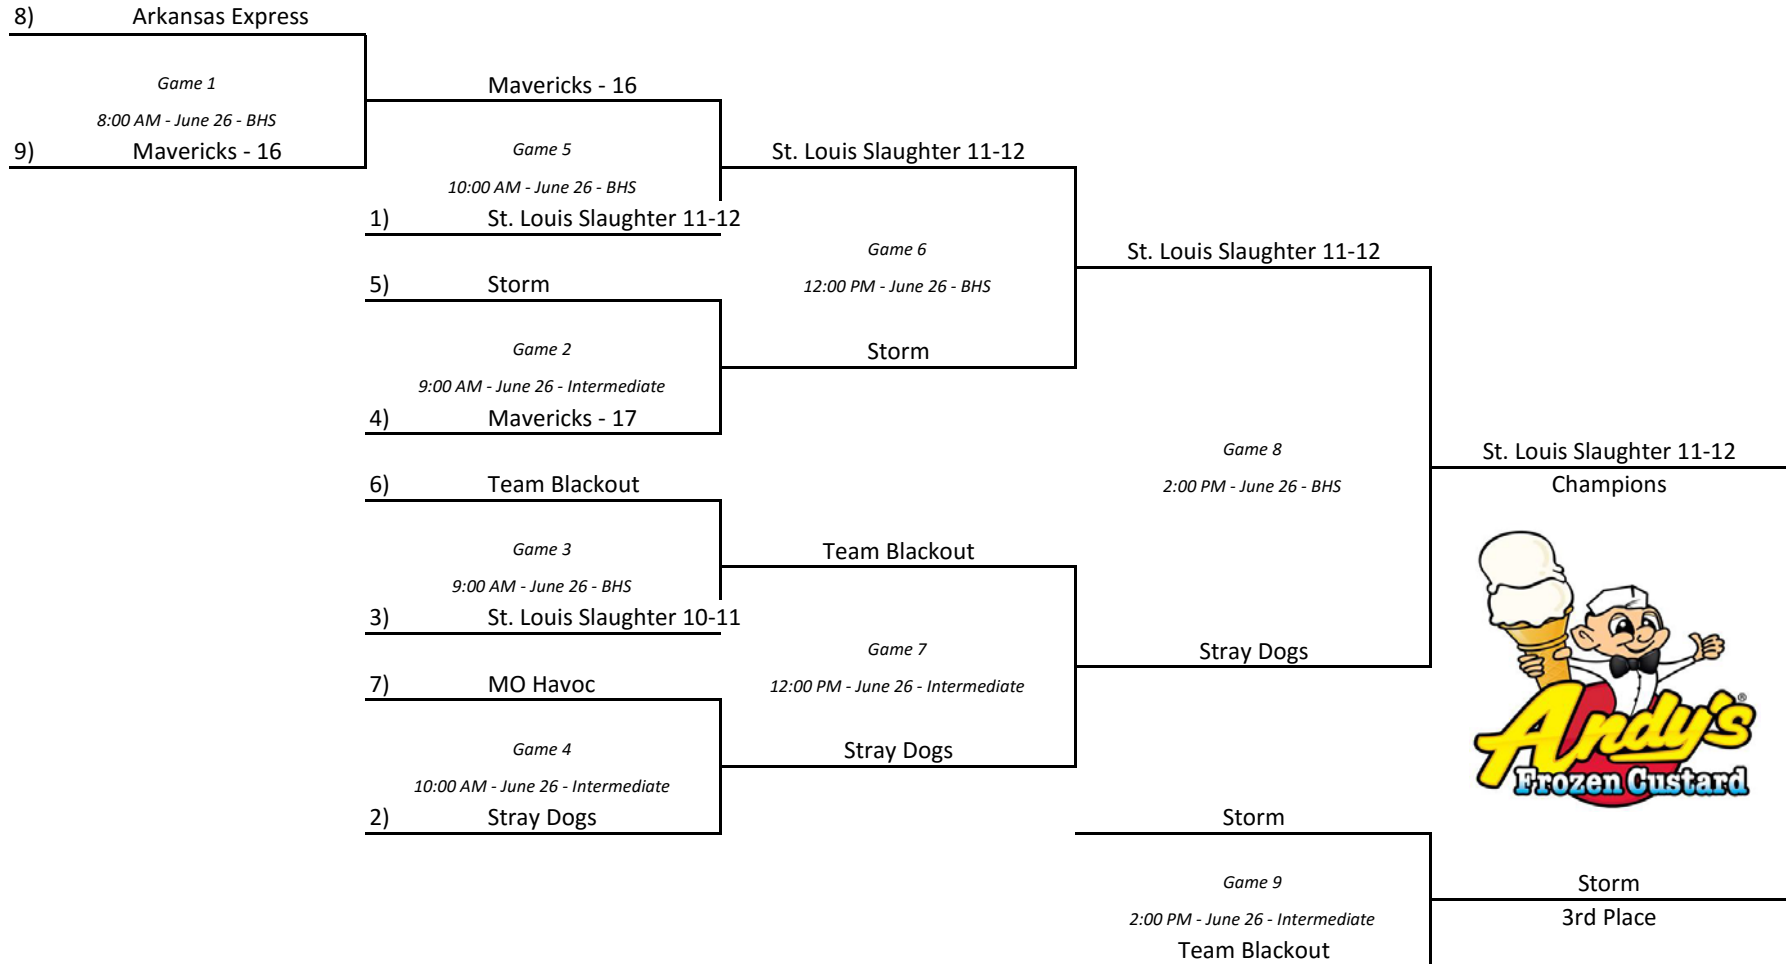 8) Arkansas Express
Game 1
8:00 AM - June 26 - BHS
9) Mavericks - 16
Mavericks - 16
Game 5
10:00 AM - June 26 - BHS
1) St. Louis Slaughter 11-12
St. Louis Slaughter 11-12
Game 6
12:00 PM - June 26 - BHS
St. Louis Slaughter 11-12
5) Storm
Game 2
9:00 AM - June 26 - Intermediate
4) Mavericks - 17
Storm
Game 8
2:00 PM - June 26 - BHS
St. Louis Slaughter 11-12
Champions
6) Team Blackout
Game 3
9:00 AM - June 26 - BHS
3) St. Louis Slaughter 10-11
Team Blackout
Game 7
12:00 PM - June 26 - Intermediate
Stray Dogs
7) MO Havoc
Game 4
10:00 AM - June 26 - Intermediate
2) Stray Dogs
Stray Dogs
Andy's®
Frozen Custard
Storm
Game 9
2:00 PM - June 26 - Intermediate
Team Blackout
Storm
3rd Place